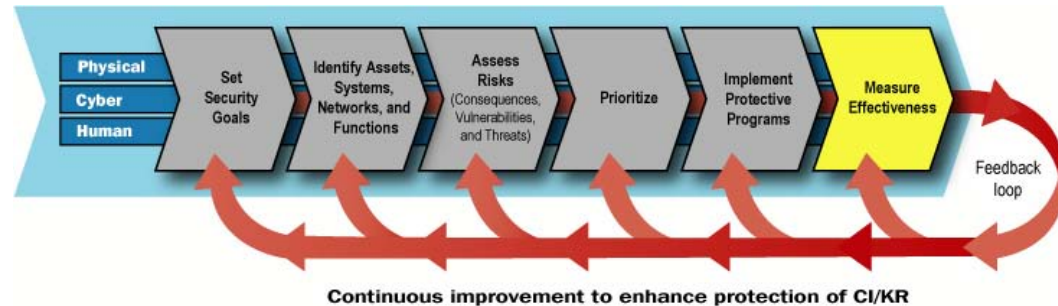 Physical
Cyber
Human
Set
Security
Goals
Identify Assets,
Systems,
Networks, and
Functions
Assess
Risks
(Consequences,
Vulnerabilities,
and Threats)
Prioritize
Implement
Protective
Programs
Measure
Effectiveness
Feedback
loop
Continuous improvement to enhance protection of CI/KR